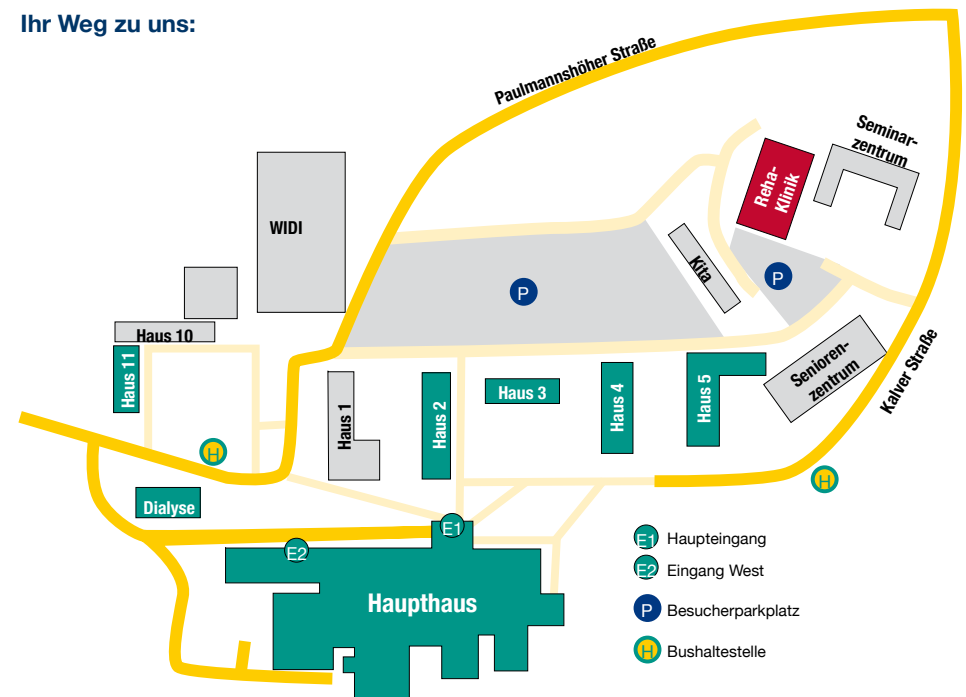 Ihr Weg zu uns:
Paulmannshöher Straße
Seminar-
zentrum
Reha-
Klinik
WIDI
Kita
P
P
Haus 10
Haus 11
Haus 1
Haus 2
Haus 3
Haus 4
Haus 5
Senioren-
zentrum
Kalver Straße
H
H
Dialyse
E1
E2
Haupthaus
E1 Haupteingang
E2 Eingang West
P Besucherparkplatz
H Bushaltestelle